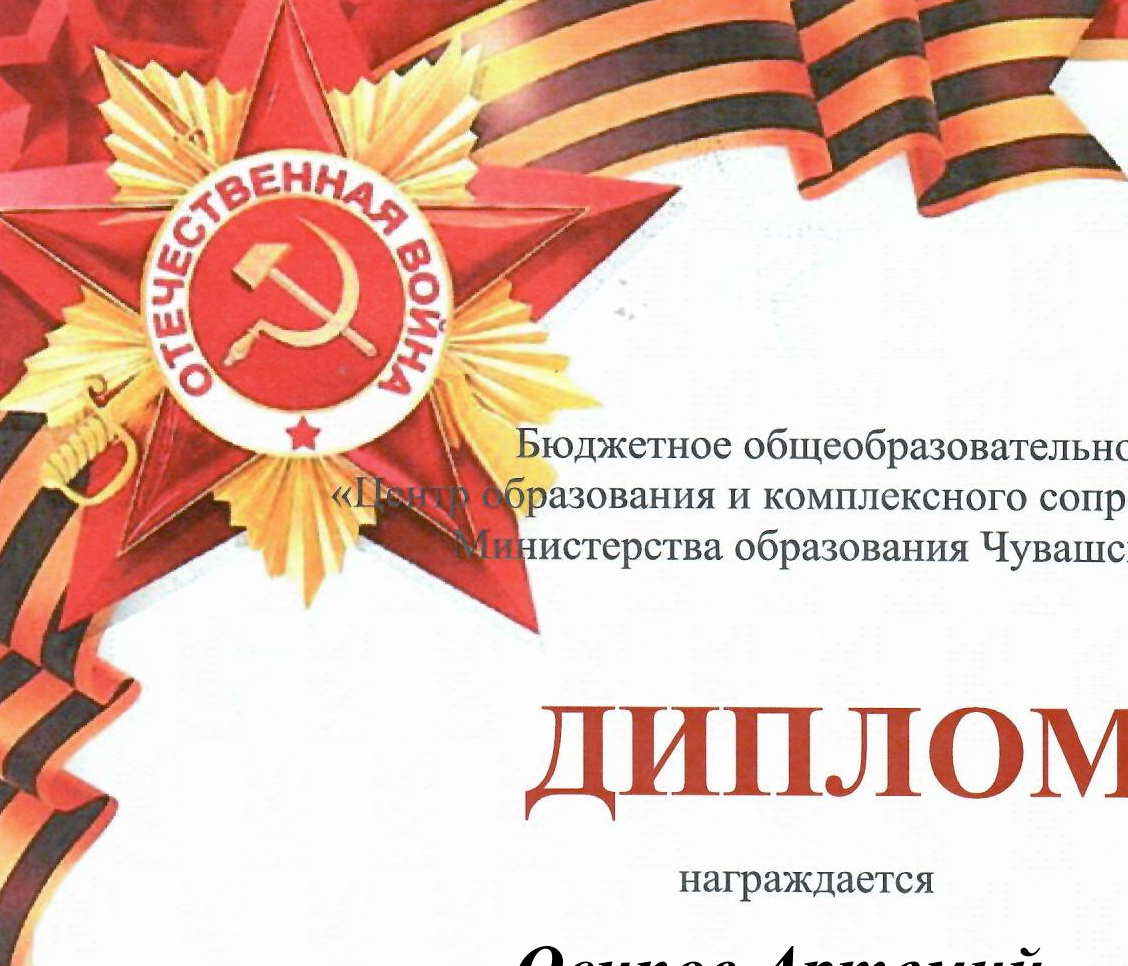 ОТЕЧЕСТВЕННАЯ ВОЙНА
Бюджетное общеобразовательно
«Центр образования и комплексного сопр
Министерства образования Чувашс
ДИПЛОМ
награждается